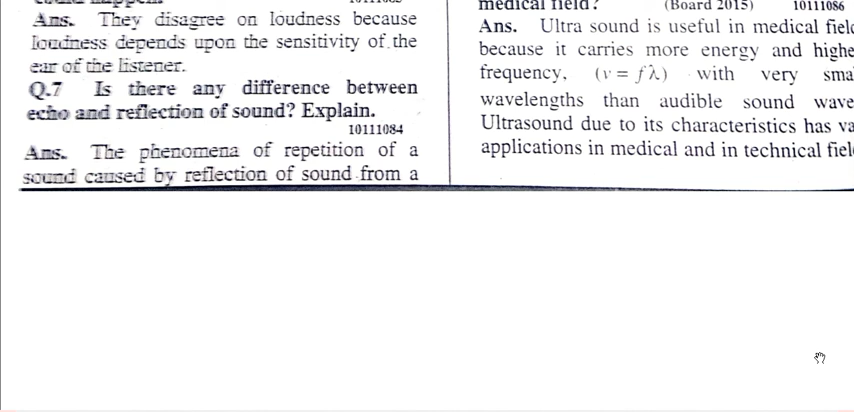 Ans. They disagree on loudness because
loudness depends upon the sensitivity of the
ear of the listener.
Q.7 Is there any difference between
echo and reflection of sound? Explain.
10111084
Ans. The phenomena of repetition of a
sound caused by reflection of sound from a
medical field? (Board 2015) 10111086
Ans. Ultra sound is useful in medical
because it carries more energy and
frequency, (v = f λ) with very
wavelengths than audible sound
Ultrasound due to its characteristics has
applications in medical and in technical